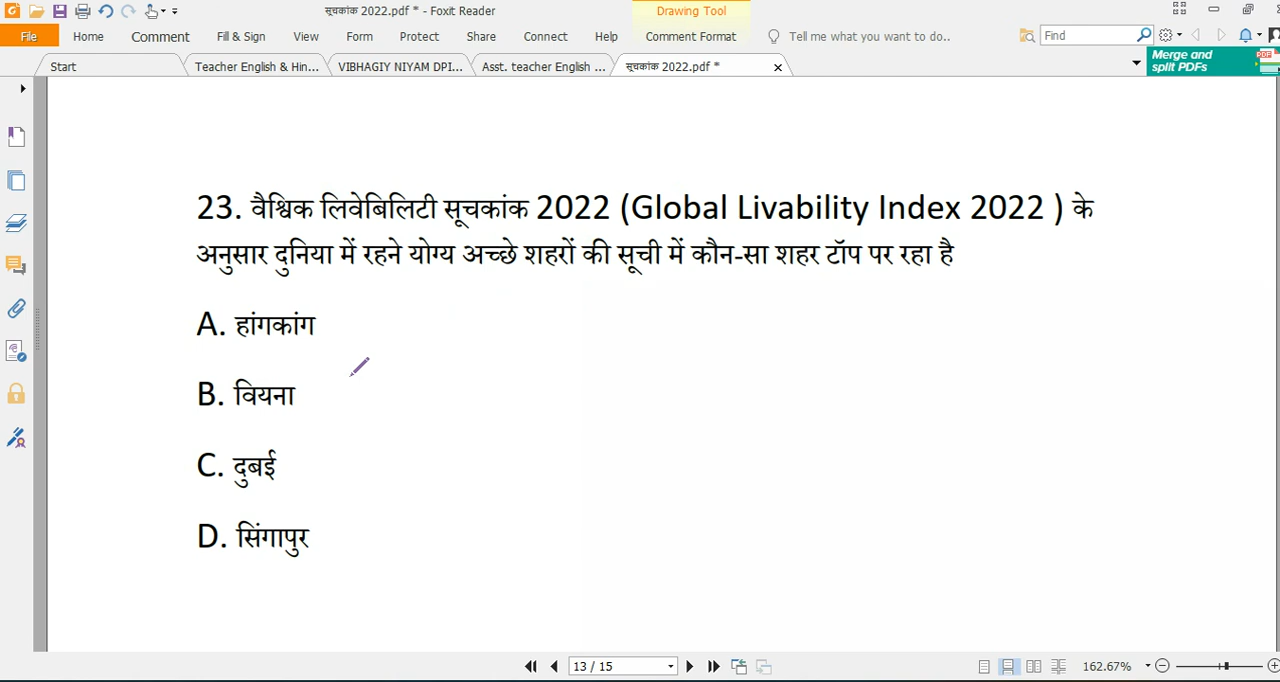 सूचकांक 2022.pdf * - Foxit Reader
Drawing Tool
File Home Comment Fill & Sign View Form Protect Share Connect Help Comment Format Tell me what you want to do.. Find
Start Teacher English & Hin... VIBHAGIY NIYAM DPI... Asst. teacher English ... सूचकांक 2022.pdf *
Merge and
split PDFs
23. वैश्विक लिवेबिलिटी सूचकांक 2022 (Global Livability Index 2022 ) के
अनुसार दुनिया में रहने योग्य अच्छे शहरों की सूची में कौन-सा शहर टॉप पर रहा है
A. हांगकांग
B. वियना
C. दुबई
D. सिंगापुर
13 / 15
162.67%